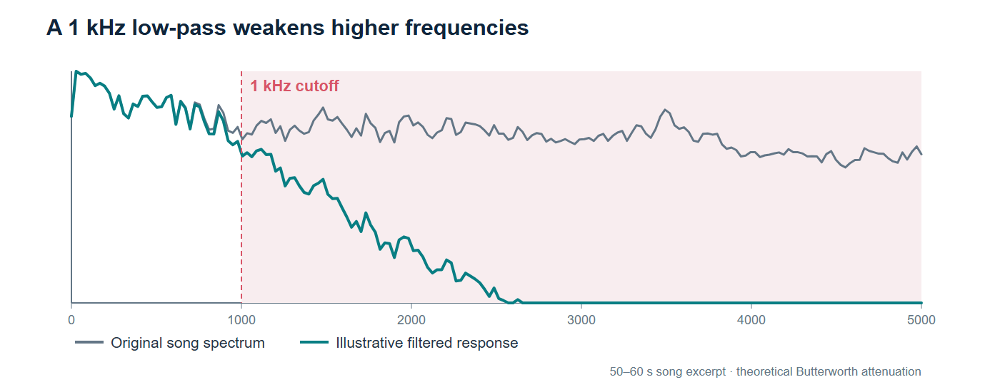 A 1 kHz low-pass weakens higher frequencies
1 kHz cutoff
0 1000 2000 3000 4000 5000
Original song spectrum Illustrative filtered response
50–60 s song excerpt · theoretical Butterworth attenuation